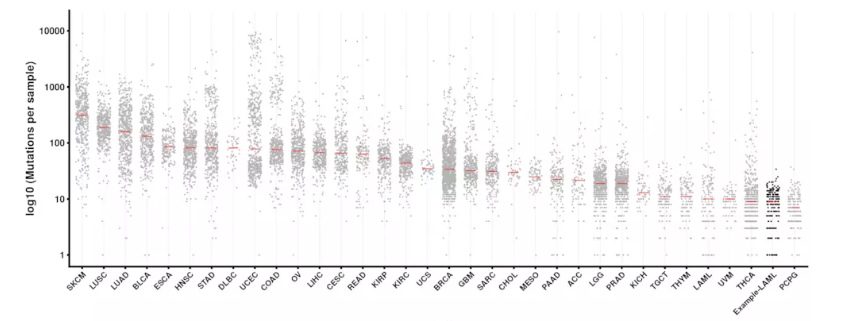 log10 (Mutations per sample)
10000
1000
100
10
1
SKCM
LUSC
LUAD
BLCA
ESCA
HNSC
STAD
DLBC
UCEC
COAD
OV
LIHC
CESC
READ
KIRP
KIRC
UCS
BRCA
GBM
SARC
CHOL
MESO
PAAD
ACC
LGG
PRAD
KICH
TGCT
THYM
LAML
UVM
THCA
Example-LAML
PCPG